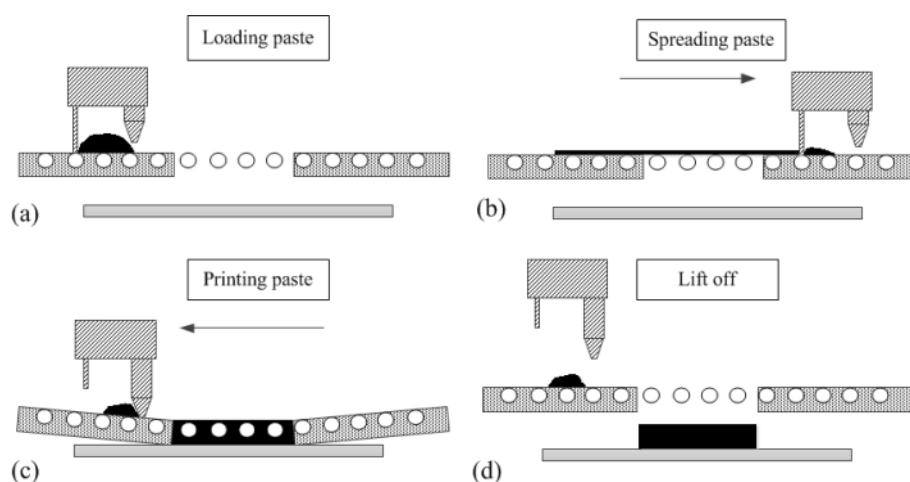 Loading paste
(a)
Spreading paste
(b)
Printing paste
(c)
Lift off
(d)